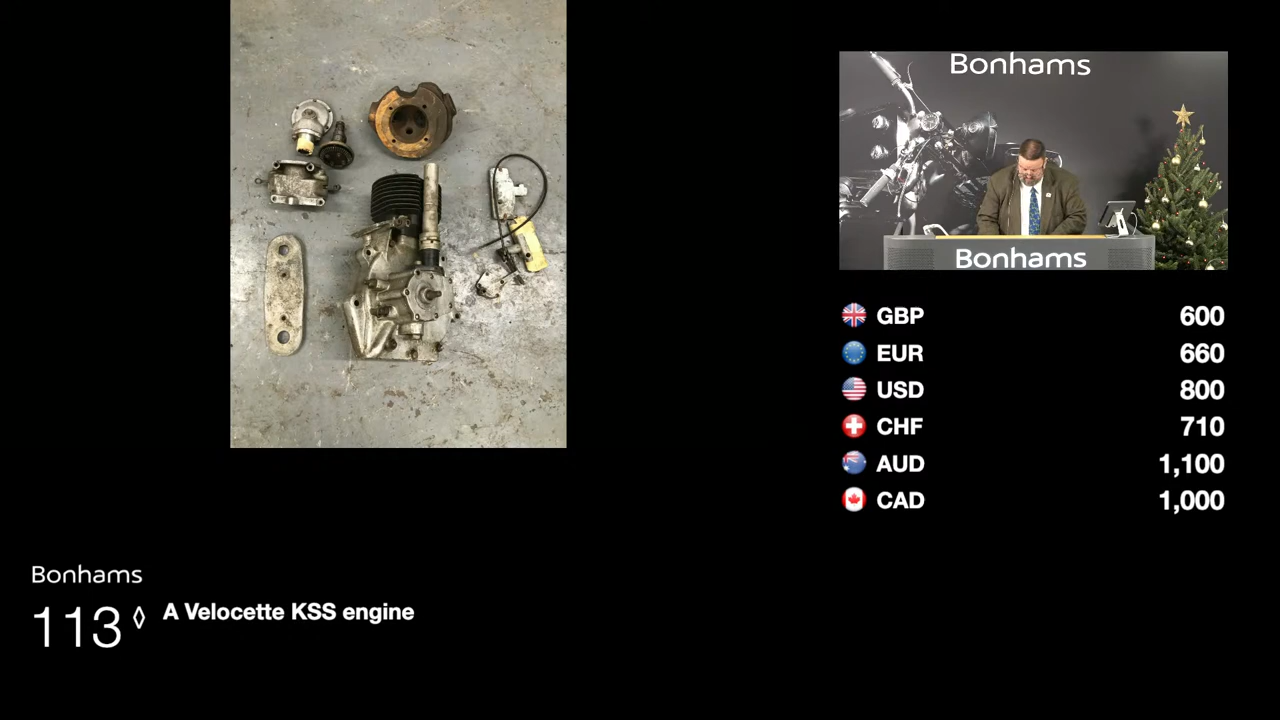 Bonhams
Bonhams
GBP 600
EUR 660
USD 800
CHF 710
AUD 1,100
CAD 1,000
Bonhams
113 ◊ A Velocette KSS engine